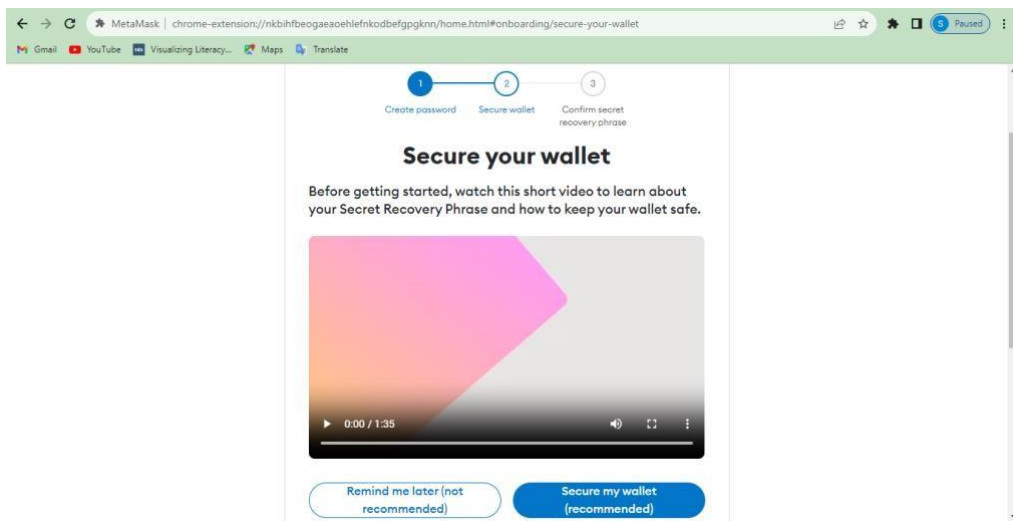 MetaMask | chrome-extension://nkbihfbeogaeaoehlefnkodbefgpgknn/home.html#onboarding/secure-your-wallet S Paused
Gmail YouTube Visualizing Literacy... Maps Translate
1 2 3
Create password Secure wallet Confirm secret
recovery phrase
Secure your wallet
Before getting started, watch this short video to learn about
your Secret Recovery Phrase and how to keep your wallet safe.
0:00 / 1:35
Remind me later (not
recommended)
Secure my wallet
(recommended)